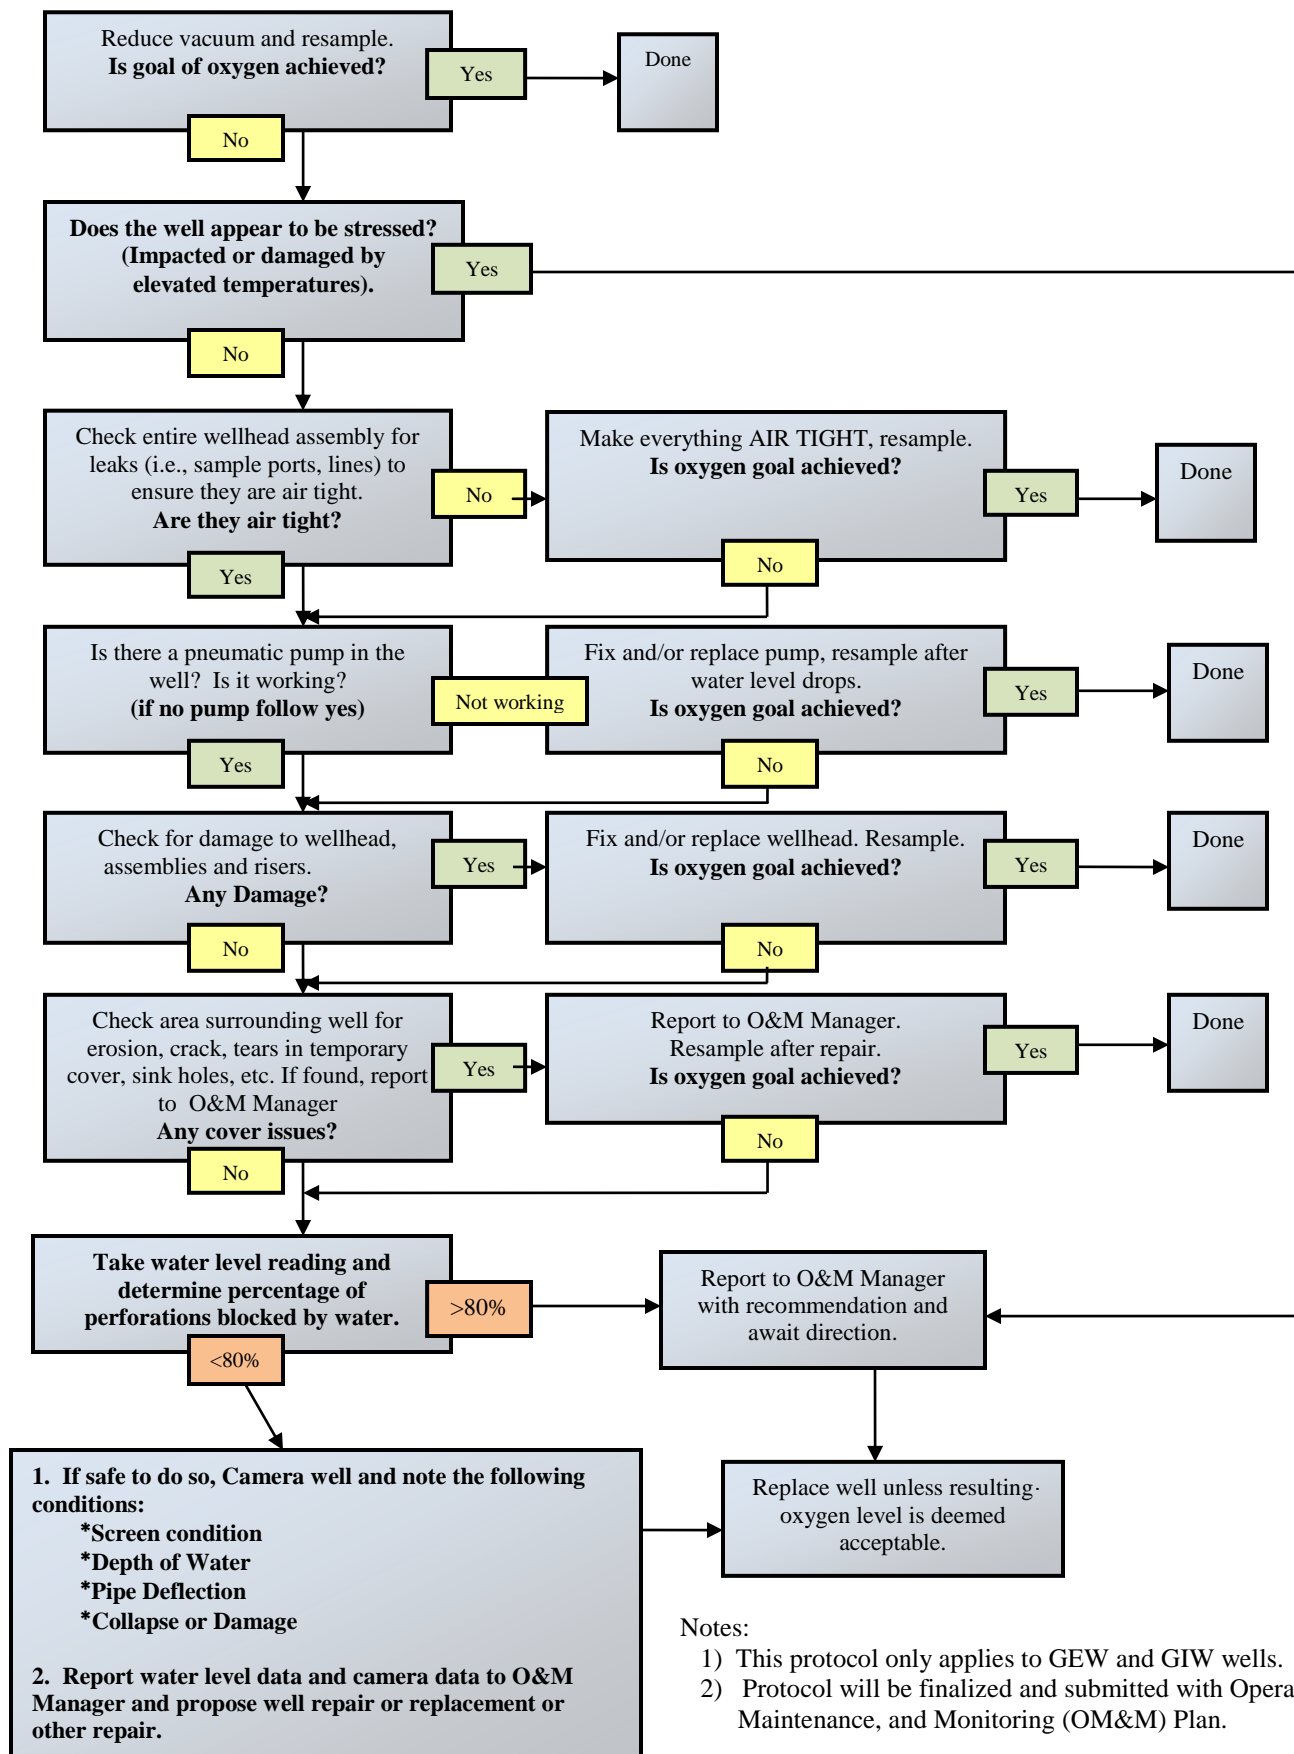 Reduce vacuum and resample.
Is goal of oxygen achieved?
Yes
Done
No
Does the well appear to be stressed?
(Impacted or damaged by
elevated temperatures).
Yes
No
Check entire wellhead assembly for
leaks (i.e., sample ports, lines) to
ensure they are air tight.
Are they air tight?
No
Make everything AIR TIGHT, resample.
Is oxygen goal achieved?
Yes
Done
Yes
No
Is there a pneumatic pump in the
well?  Is it working?
(if no pump follow yes)
Not working
Fix and/or replace pump, resample after
water level drops.
Is oxygen goal achieved?
Yes
Done
Yes
No
Check for damage to wellhead,
assemblies and risers.
Any Damage?
Yes
Fix and/or replace wellhead. Resample.
Is oxygen goal achieved?
Yes
Done
No
No
Check area surrounding well for
erosion, crack, tears in temporary
cover, sink holes, etc. If found, report
to  O&M Manager
Any cover issues?
Yes
Report to O&M Manager.
Resample after repair.
Is oxygen goal achieved?
Yes
Done
No
No
Take water level reading and
determine percentage of
perforations blocked by water.
>80%
Report to O&M Manager
with recommendation and
await direction.
<80%
1.  If safe to do so, Camera well and note the following
conditions:
*Screen condition
*Depth of Water
*Pipe Deflection
*Collapse or Damage
2.  Report water level data and camera data to O&M
Manager and propose well repair or replacement or
other repair.
Replace well unless resulting
oxygen level is deemed
acceptable.
Notes:
1)  This protocol only applies to GEW and GIW wells.
2)  Protocol will be finalized and submitted with Opera
Maintenance, and Monitoring (OM&M) Plan.